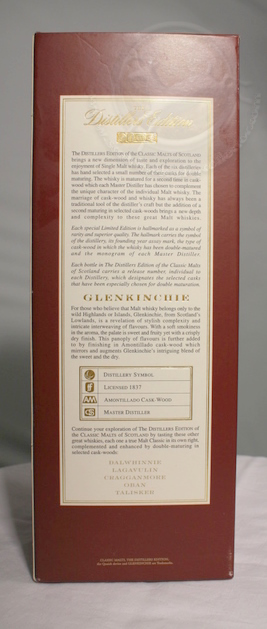 The Distillers Edition
The DISTILLERS EDITION of the CLASSIC MALTS OF SCOTLAND
brings a new dimension of taste and exploration to the
enjoyment of Single Malt whisky. Each of the six distilleries
has hand selected a small number of fine casks for double
maturing. The whisky is matured for a second time in cask-
wood which each Master Distiller has chosen to complement
the unique character of the individual Malt whisky. The
marriage of cask-wood and whisky has always been a
traditional tool of the distiller's craft but the addition of a
second maturing in selected cask-woods brings a new depth
and complexity to these great Malt whiskies.
Each special Limited Edition is hallmarked as a symbol of
rarity and superior quality. The hallmark carries the symbol
of the distillery, its founding year assay mark, the type of
cask-wood in which the whisky has been double-matured
and the monogram of each Master Distiller.
Each bottle in The Distillers Edition of the Classic Malts
of Scotland carries a release number, individual to
each Distillery, which designates the selected casks
that have been especially chosen for double maturation.
GLENKINCHIE
For those who believe that Malt whisky belongs only to the
wild Highlands or Islands, Glenkinchie, from Scotland's
Lowlands, is a revelation of stylish complexity and
intricate interweaving of flavours. With a soft smokiness
in the aroma, the palate is sweet and fruity yet with a crisply
dry finish. This panoply of flavours is further added
to by finishing in Amontillado cask-wood which
mirrors and augments Glenkinchie's intriguing blend of
the sweet and the dry.
DISTILLERY SYMBOL
LICENSED 1837
AMONTILLADO CASK-WOOD
MASTER DISTILLER
Continue your exploration of THE DISTILLERS EDITION of
the CLASSIC MALTS OF SCOTLAND by tasting these other
great whiskies, each one a true Malt Classic in its own right,
complemented and enhanced by double-maturing in
selected cask-woods:
DALWHINNIE
LAGAVULIN
CRAGGANMORE
OBAN
TALISKER